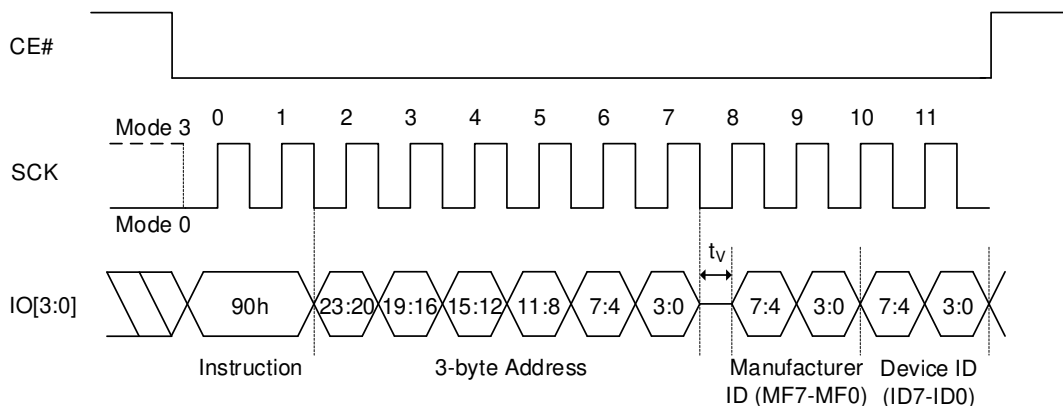 CE#
0 1 2 3 4 5 6 7 8 9 10 11
Mode 3
SCK
Mode 0
tV
IO[3:0] 90h 23:20 19:16 15:12 11:8 7:4 3:0 7:4 3:0 7:4 3:0
Instruction 3-byte Address Manufacturer Device ID
ID (MF7-MF0) (ID7-ID0)